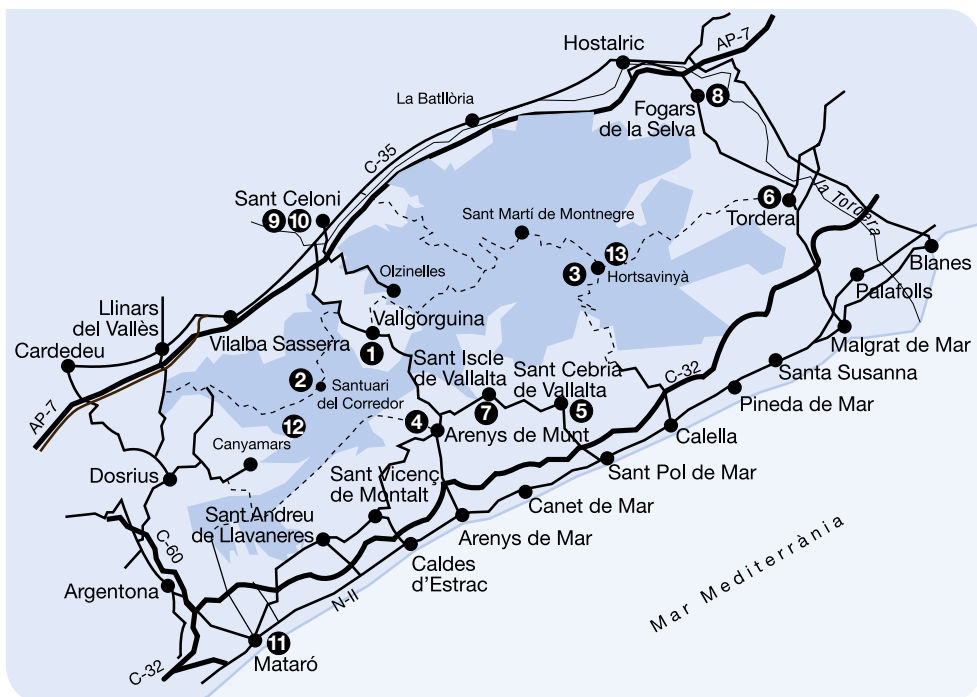 Hostalric
AP-7
La Batllòria
8
Fogars
de la Selva
C-35
Sant Celoni
9 10
6
Tordera
la Tordera
Sant Martí de Montnegre
13
3
Hortsavinyà
Blanes
Olzinelles
Palafolls
Llinars
del Vallès
Vallgorguina
Vilalba Sasserra
1
Malgrat de Mar
Cardedeu
Sant Iscle
de Vallalta
Sant Cebrià
de Vallalta
C-32
Santa Susanna
2
Santuari
del Corredor
Pineda de Mar
AP-7
7
5
4
Arenys de Munt
12
Calella
Canyamars
Sant Pol de Mar
Dosrius
Sant Vicenç
de Montalt
Canet de Mar
Sant Andreu
de Llavaneres
Arenys de Mar
C-60
Caldes
d'Estrac
Mar Mediterrània
Argentona
N-II
11
Mataró
C-32